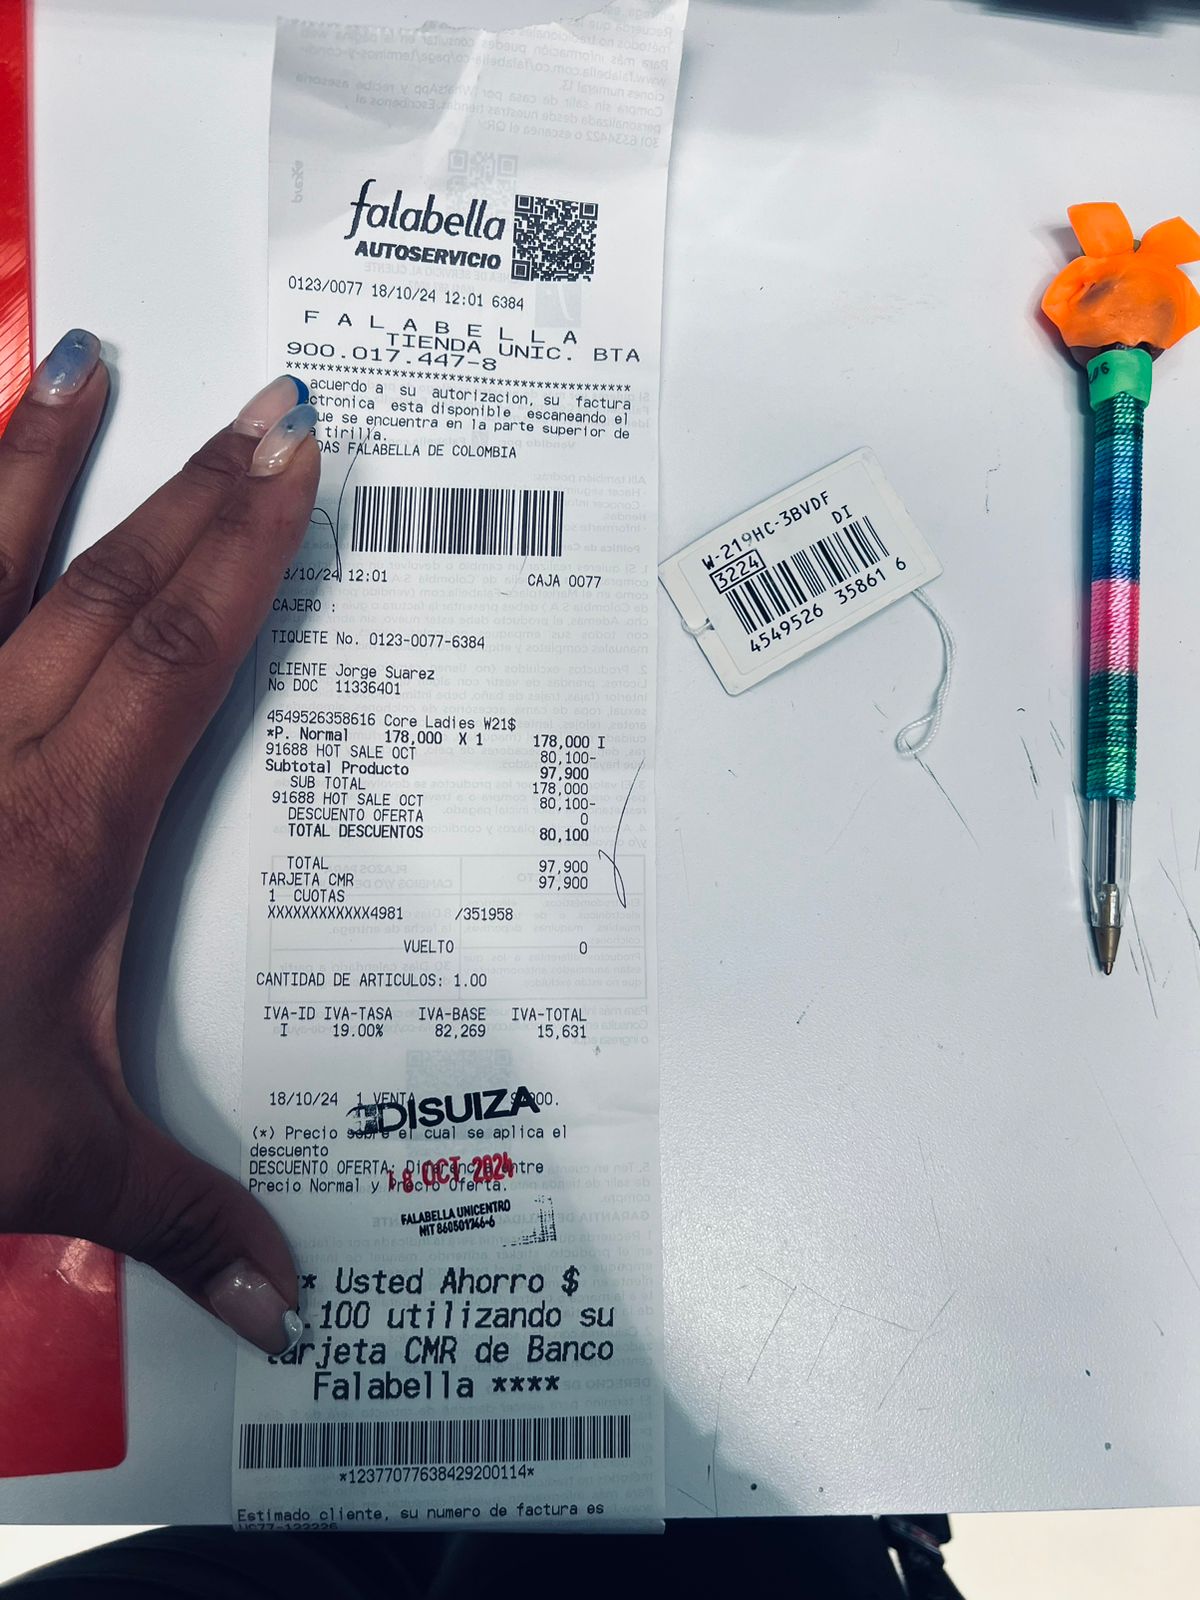 falabella
AUTOSERVICIO
0123/0077 18/10/24 12:01 6384
F A L A B E L L A
TIENDA UNIC. BTA
900.017.447-8
****************************************
acuerdo a su autorizacion, su factura
ctronica esta disponible escaneando el
ue se encuentra en la parte superior de
a tirilla.
DAS FALABELLA DE COLOMBIA
8/10/24 12:01 CAJA 0077
CAJERO :
TIQUETE No. 0123-0077-6384
CLIENTE Jorge Suarez
No DOC 11336401
4549526358616 Core Ladies W21$
*P. Normal 178,000 X 1 178,000 I
91688 HOT SALE OCT 80,100-
Subtotal Producto 97,900
SUB TOTAL 178,000
91688 HOT SALE OCT 80,100-
DESCUENTO OFERTA 0
TOTAL DESCUENTOS 80,100
TOTAL 97,900
TARJETA CMR 97,900
1 CUOTAS
XXXXXXXXXXXX4981 /351958
VUELTO 0
CANTIDAD DE ARTICULOS: 1.00
IVA-ID IVA-TASA IVA-BASE IVA-TOTAL
I 19.00% 82,269 15,631
18/10/24 1 VENTA
DISUIZA
(*) Precio sobre el cual se aplica el
descuento
DESCUENTO OFERTA: Diferencia entre
Precio Normal y Precio Oferta.
18 OCT 2024
FALABELLA UNICENTRO
NIT 860501746-6
* Usted Ahorro $
.100 utilizando su
tarjeta CMR de Banco
Falabella ****
*12377077638429200114*
Estimado cliente, su numero de factura es
W-219HC-3BVDF
DI
3224
4549526 35861 6